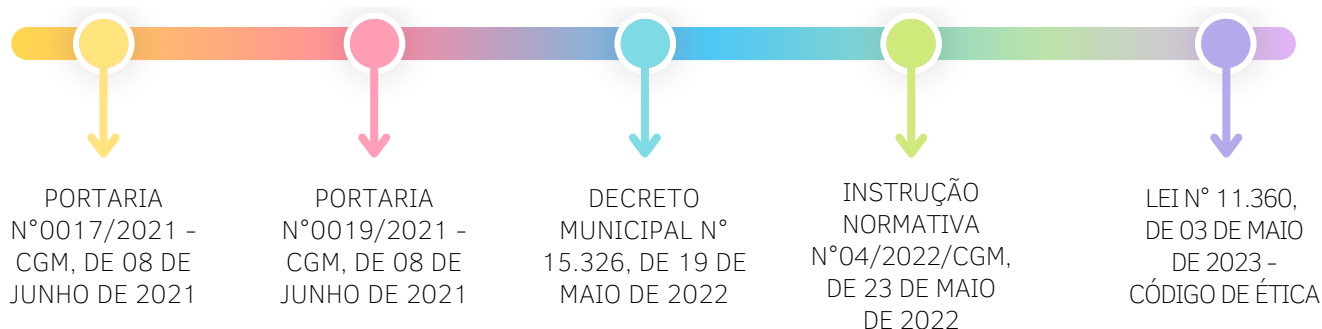 PORTARIA
N°0017/2021 -
CGM, DE 08 DE
JUNHO DE 2021
PORTARIA
N°0019/2021 -
CGM, DE 08 DE
JUNHO DE 2021
DECRETO
MUNICIPAL N°
15.326, DE 19 DE
MAIO DE 2022
INSTRUÇÃO
NORMATIVA
N°04/2022/CGM,
DE 23 DE MAIO
DE 2022
LEI N° 11.360,
DE 03 DE MAIO
DE 2023 -
CÓDIGO DE ÉTICA